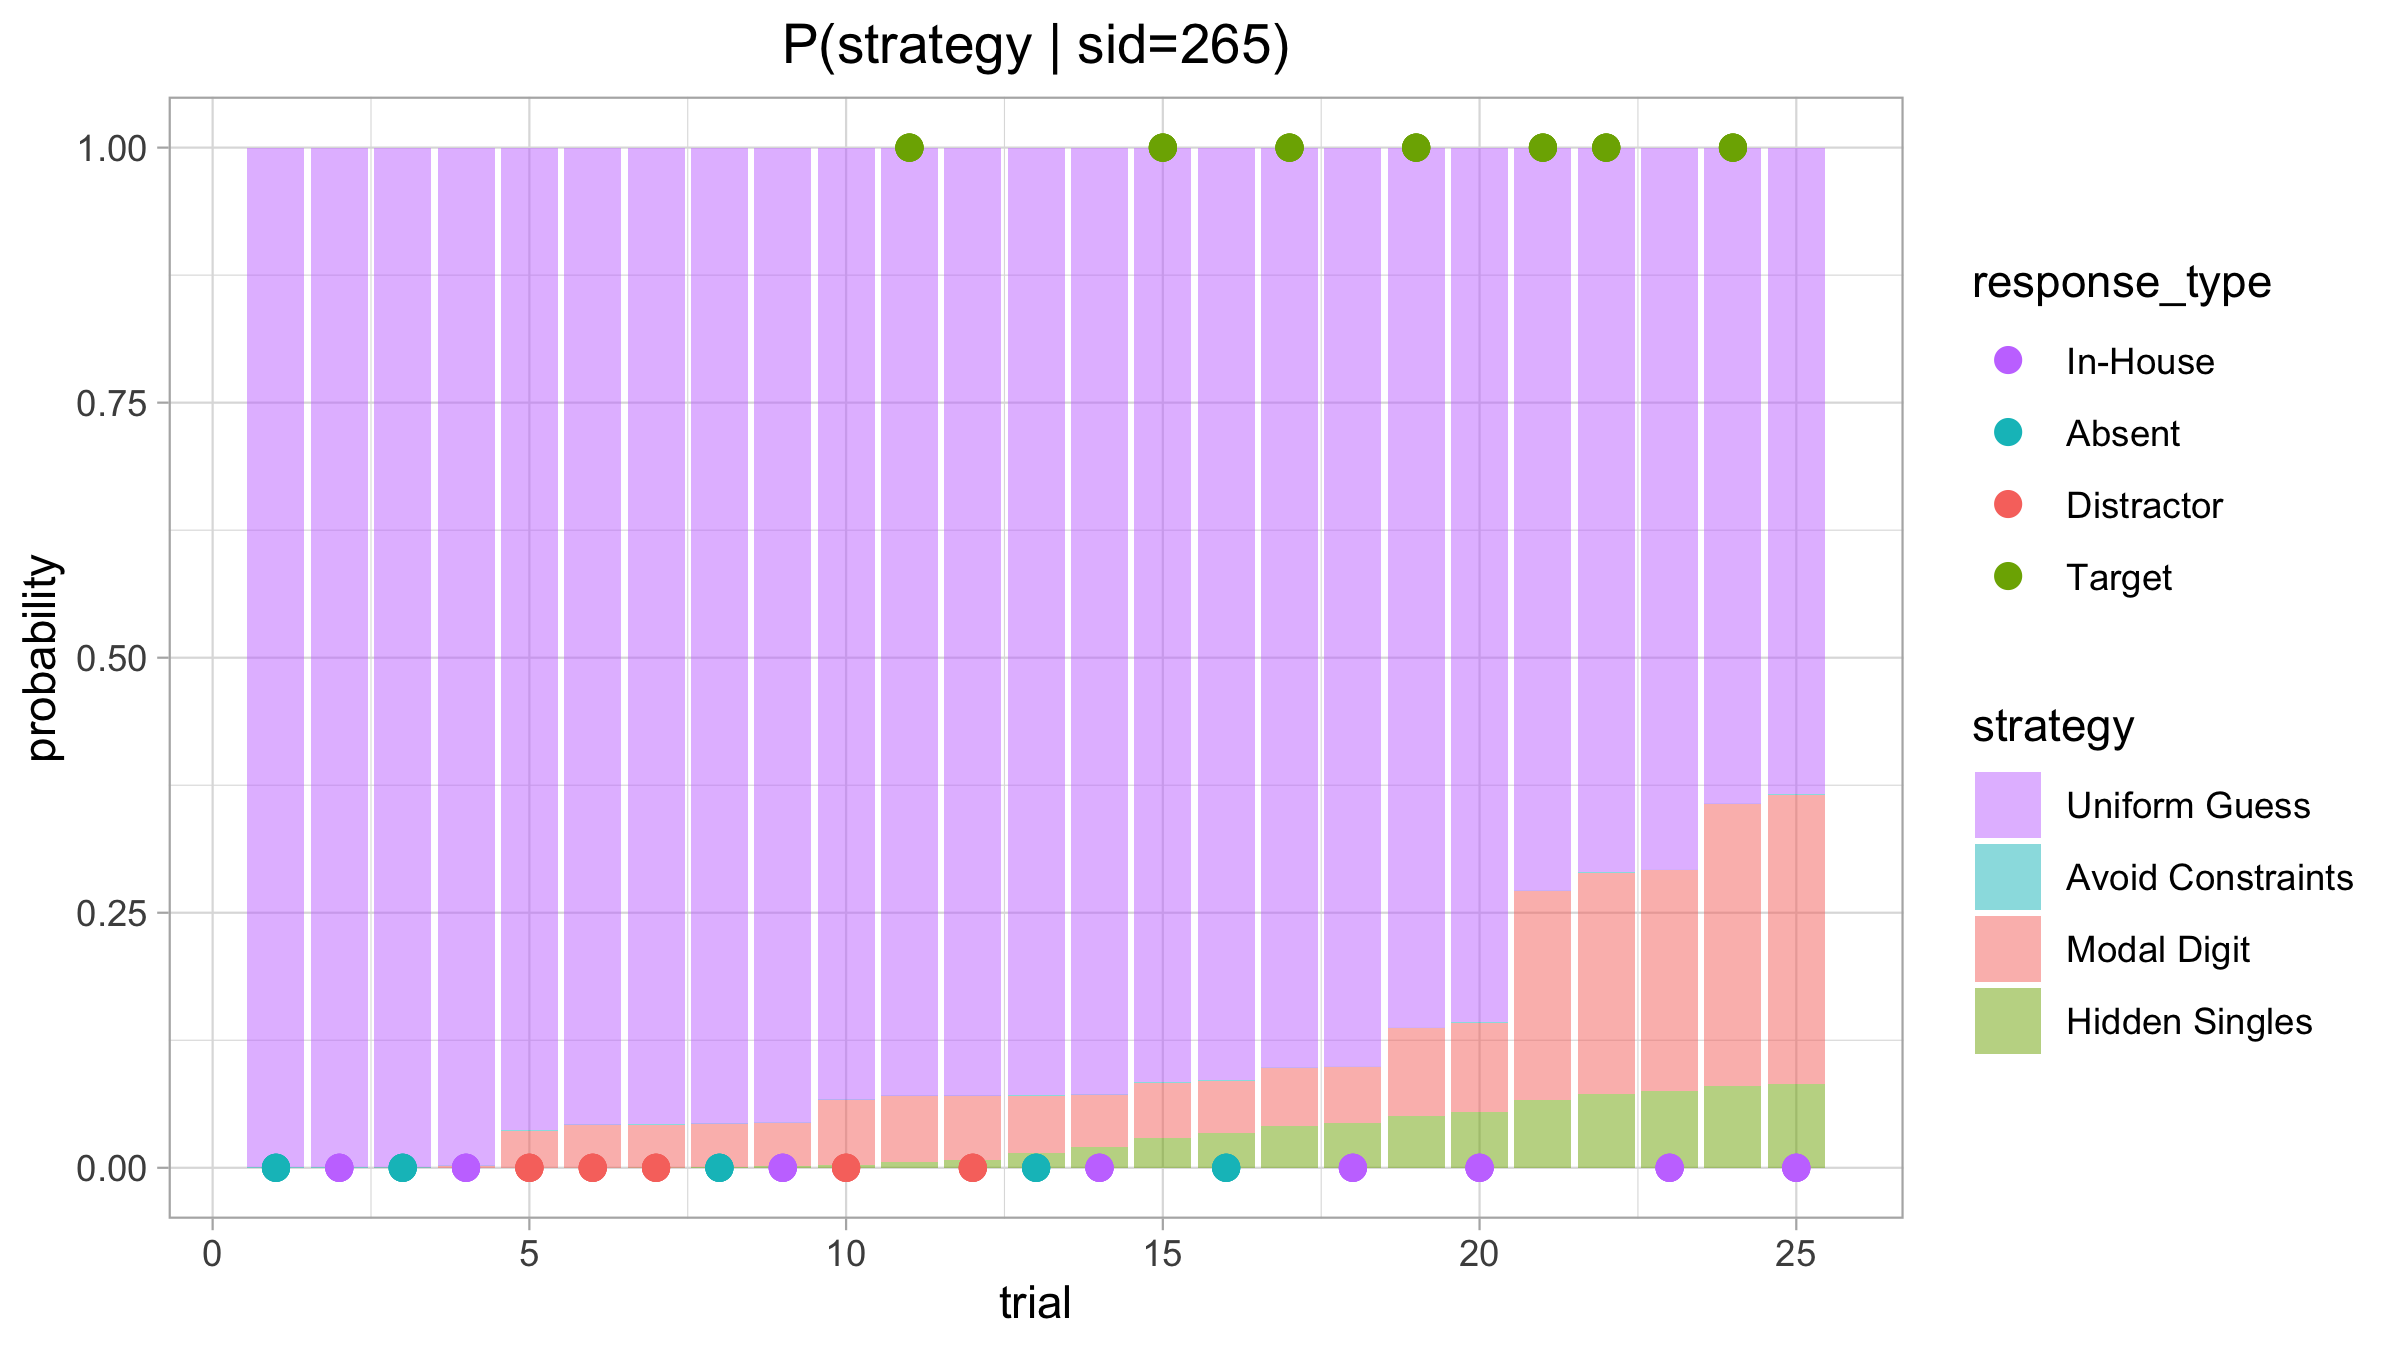 P(strategy | sid=265)
1.00
0.75
0.50
0.25
0.00
probability
0
5
10
15
20
25
trial
response_type
In-House
Absent
Distractor
Target
strategy
Uniform Guess
Avoid Constraints
Modal Digit
Hidden Singles